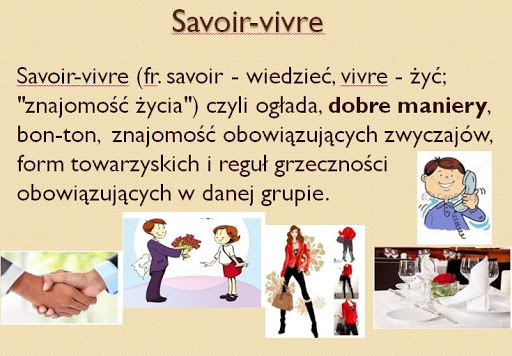 Savoir-vivre
Savoir-vivre (fr. savoir - wiedzieć, vivre - żyć;
"znajomość życia") czyli ogłada, dobre maniery,
bon-ton, znajomość obowiązujących zwyczajów,
form towarzyskich i reguł grzeczności
obowiązujących w danej grupie.